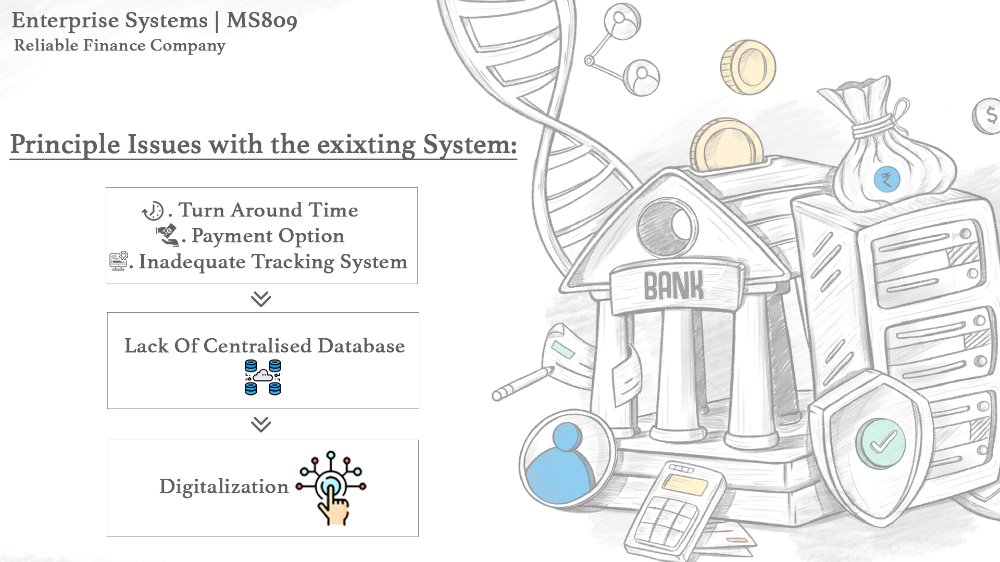 Enterprise Systems | MS809
Reliable Finance Company
Principle Issues with the exixting System:
. Turn Around Time
. Payment Option
. Inadequate Tracking System
Lack Of Centralised Database
Digitalization
BANK
₹
$